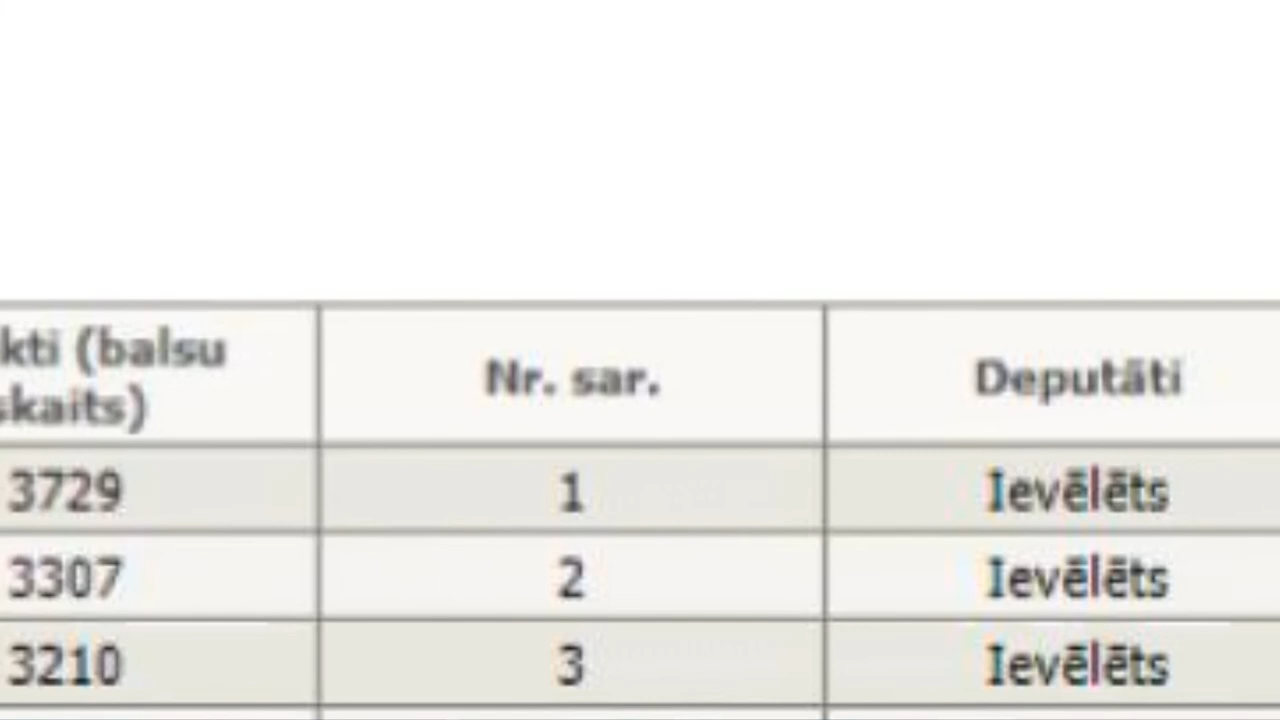 kti (balsu
skaits)
Nr. sar.
Deputāti
3729 1 Ievēlēts
3307 2 Ievēlēts
3210 3 Ievēlēts